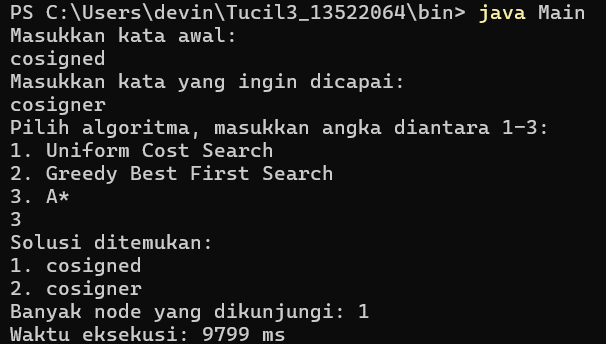 PS C:\Users\devin\Tucil3_13522064\bin> java Main
Masukkan kata awal:
cosigned
Masukkan kata yang ingin dicapai:
cosigner
Pilih algoritma, masukkan angka diantara 1-3:
1. Uniform Cost Search
2. Greedy Best First Search
3. A*
3
Solusi ditemukan:
1. cosigned
2. cosigner
Banyak node yang dikunjungi: 1
Waktu eksekusi: 9799 ms